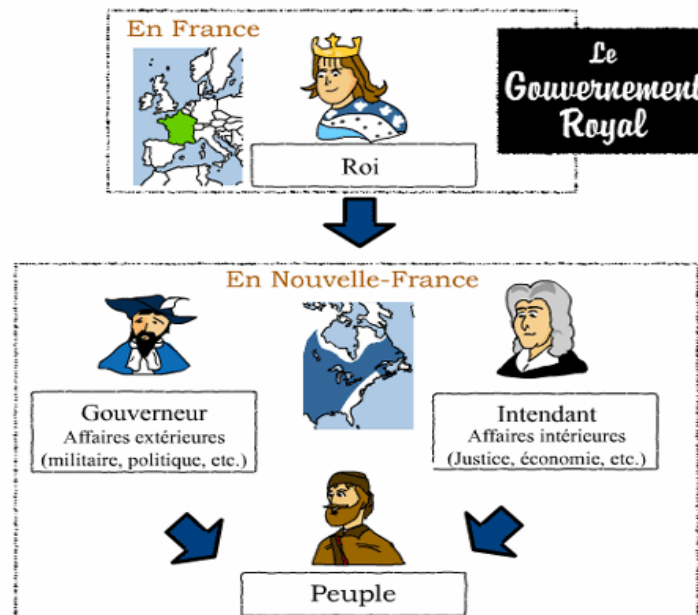 En France
Le
Gouvernement
Royal
Roi
En Nouvelle-France
Gouverneur
Affaires extérieures
(militaire, politique, etc.)
Intendant
Affaires intérieures
(Justice, économie, etc.)
Peuple